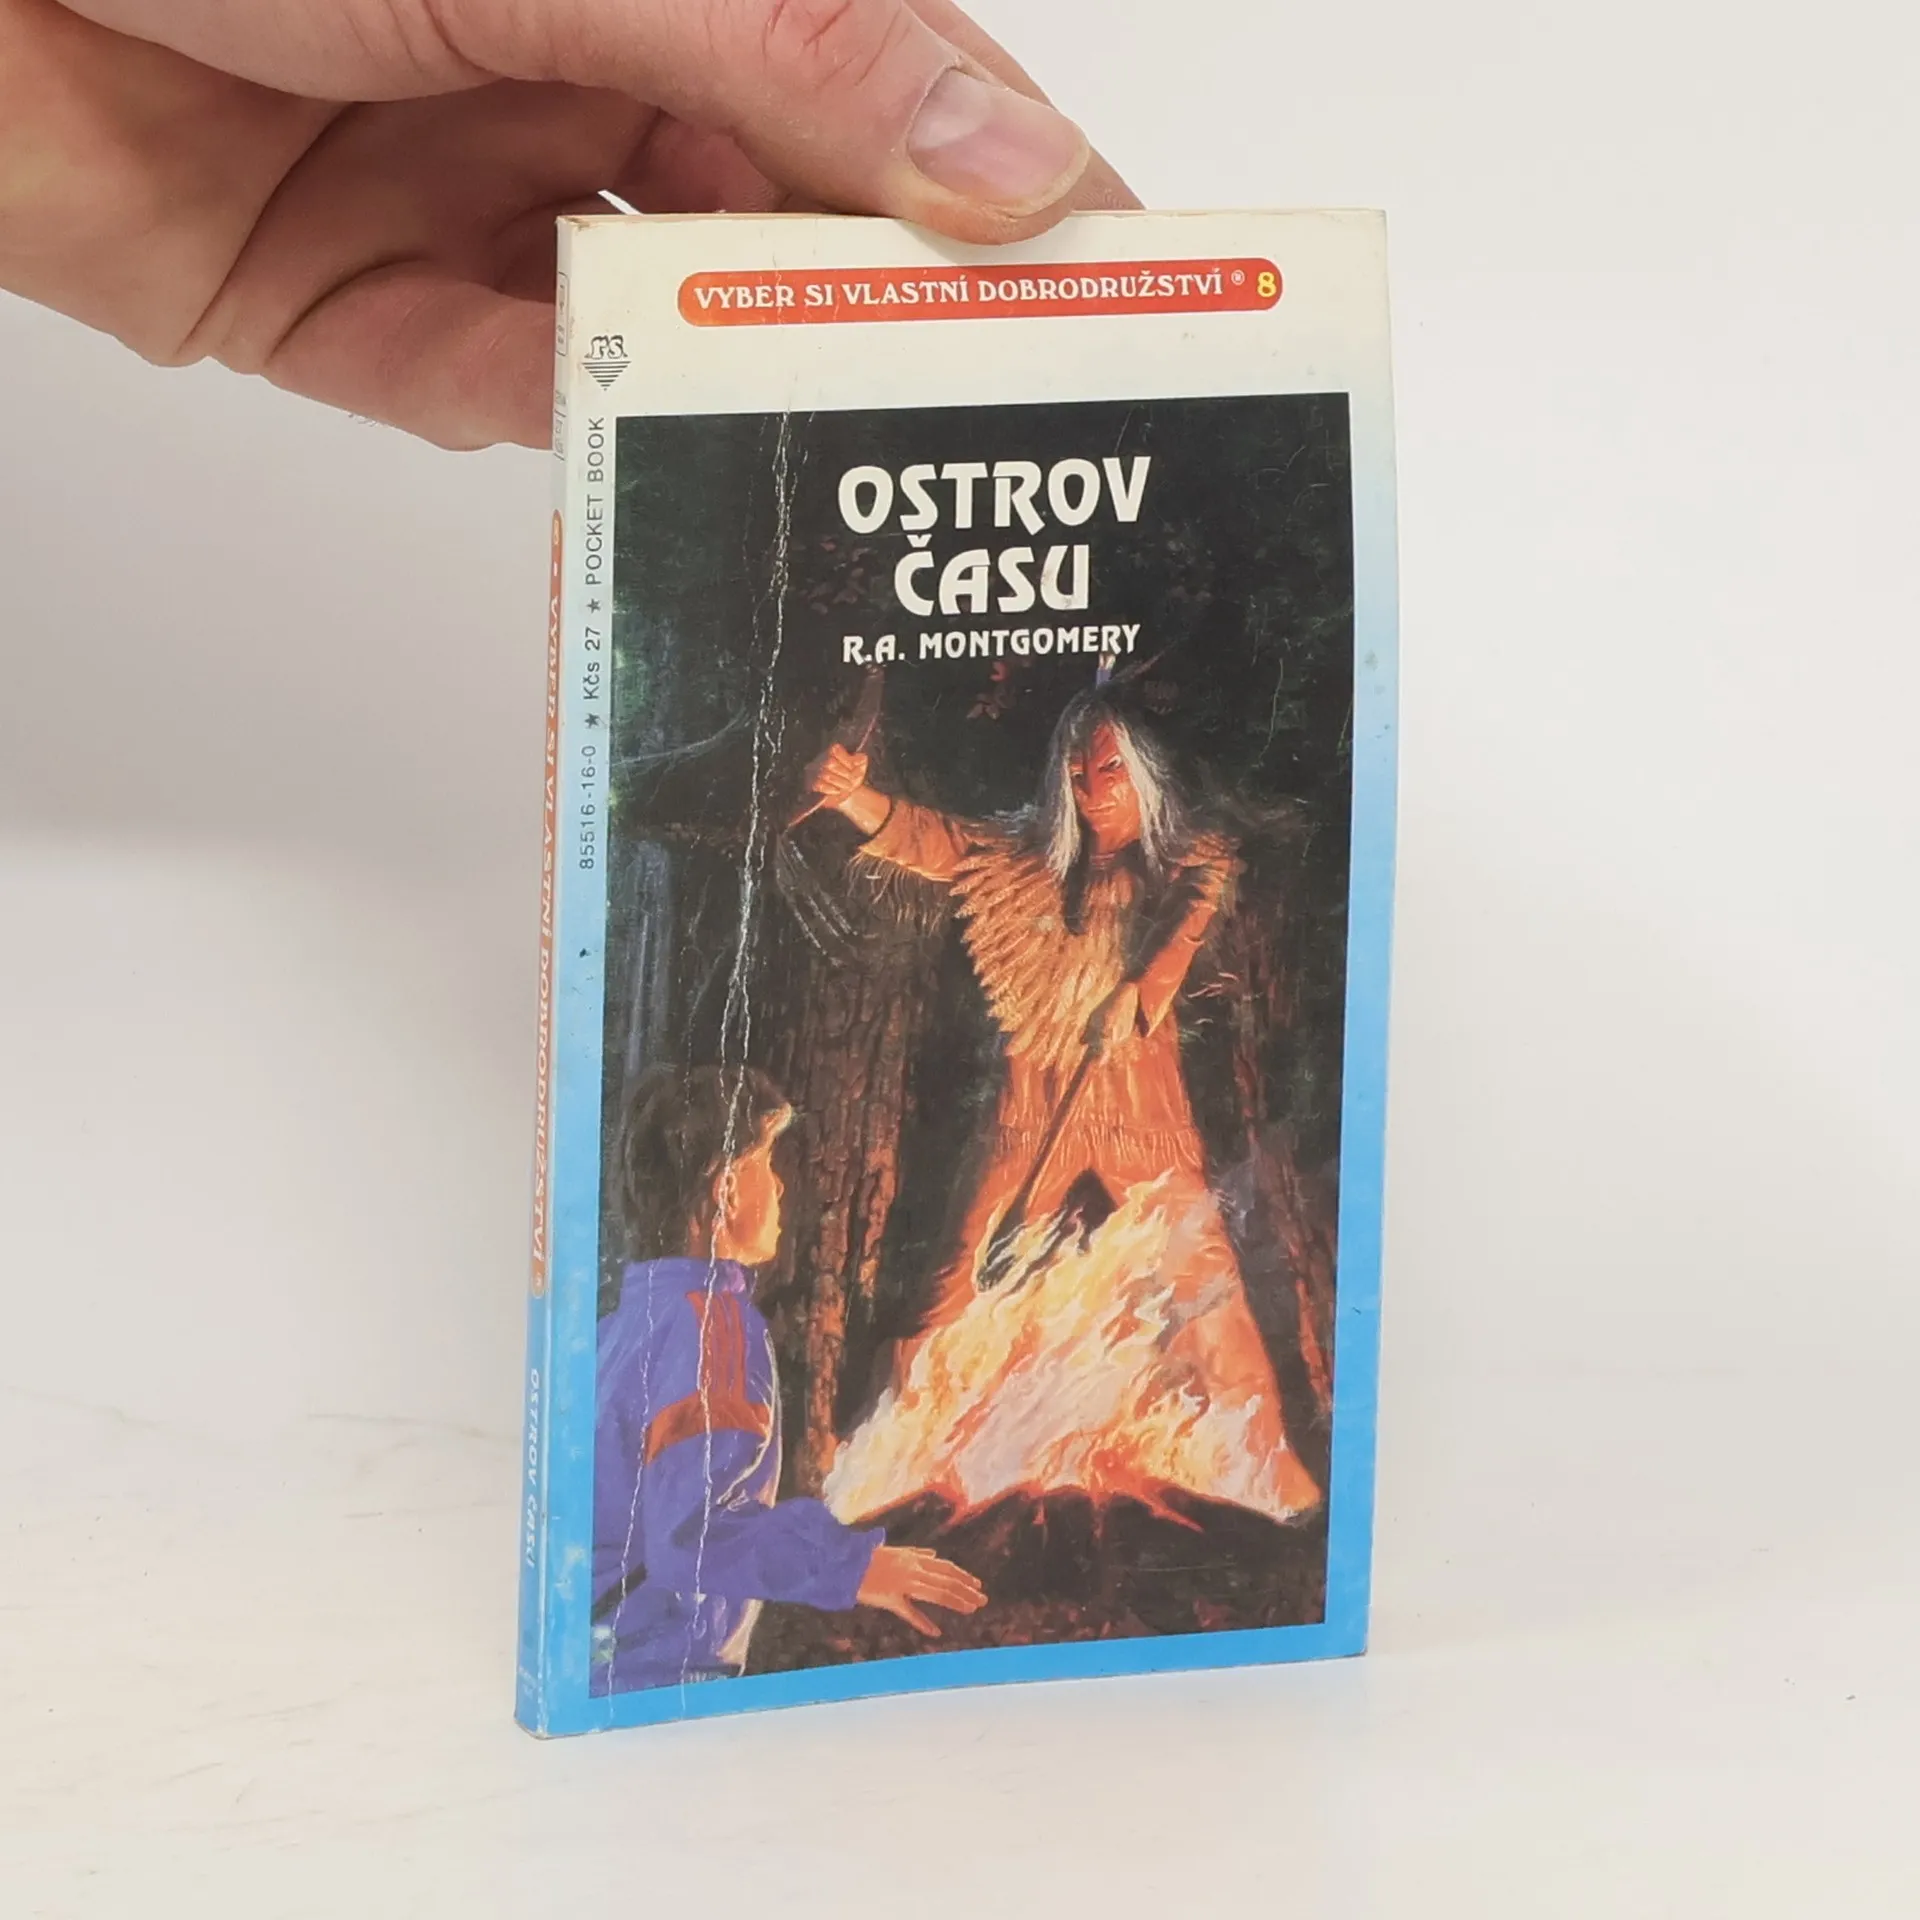 VYBER SI VLASTNÍ DOBRODRUŽSTVÍ ® 8
F.S.
85516-16-0 ★ Kčs 27 ★ POCKET BOOK
OSTROV
ČASU
R.A. MONTGOMERY
8 - VYBER SI VLASTNÍ DOBRODRUŽSTVÍ ®
OSTROV ČASU